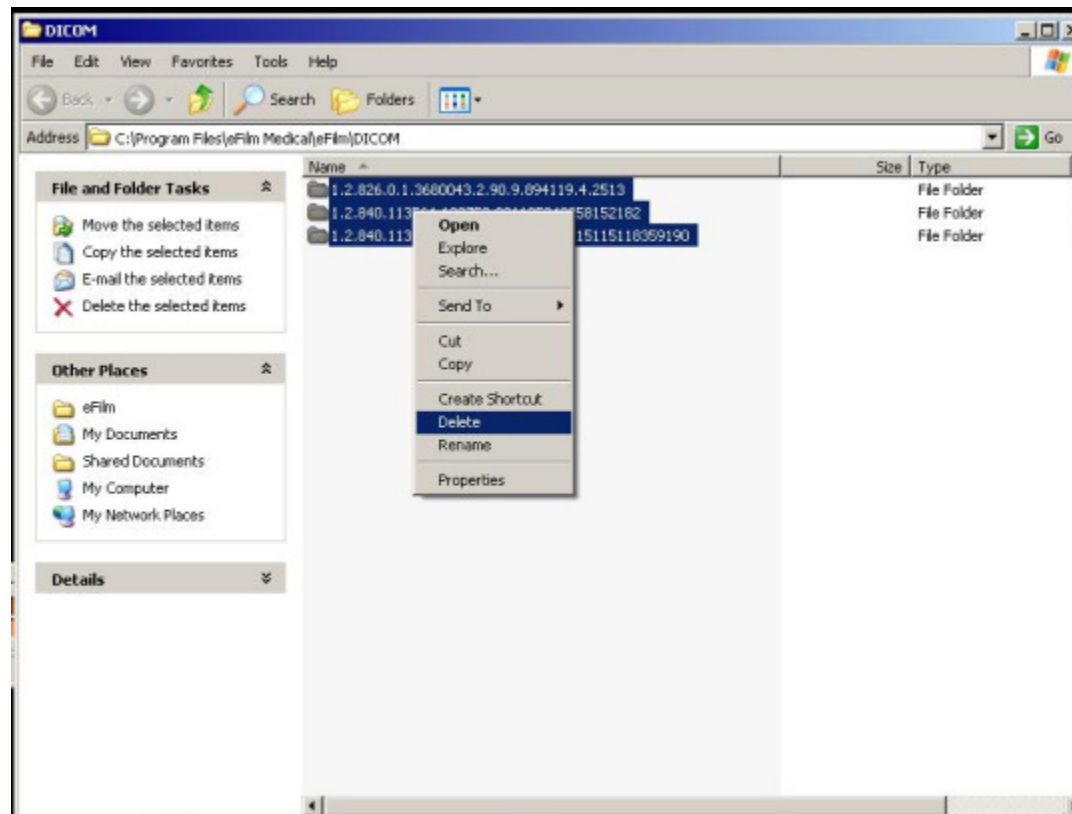 DICOM
File Edit View Favorites Tools Help
Back Search Folders
Address C:\Program Files\eFilm Medical\eFilm\DICOM Go
File and Folder Tasks
Move the selected items
Copy the selected items
E-mail the selected items
Delete the selected items
Other Places
eFilm
My Documents
Shared Documents
My Computer
My Network Places
Details
Name Size Type
1.2.826.0.1.3680043.2.90.9.894119.4.2513 File Folder
1.2.840.113 58152182 File Folder
1.2.840.113 15115118359190 File Folder
Open
Explore
Search...
Send To
Cut
Copy
Create Shortcut
Delete
Rename
Properties